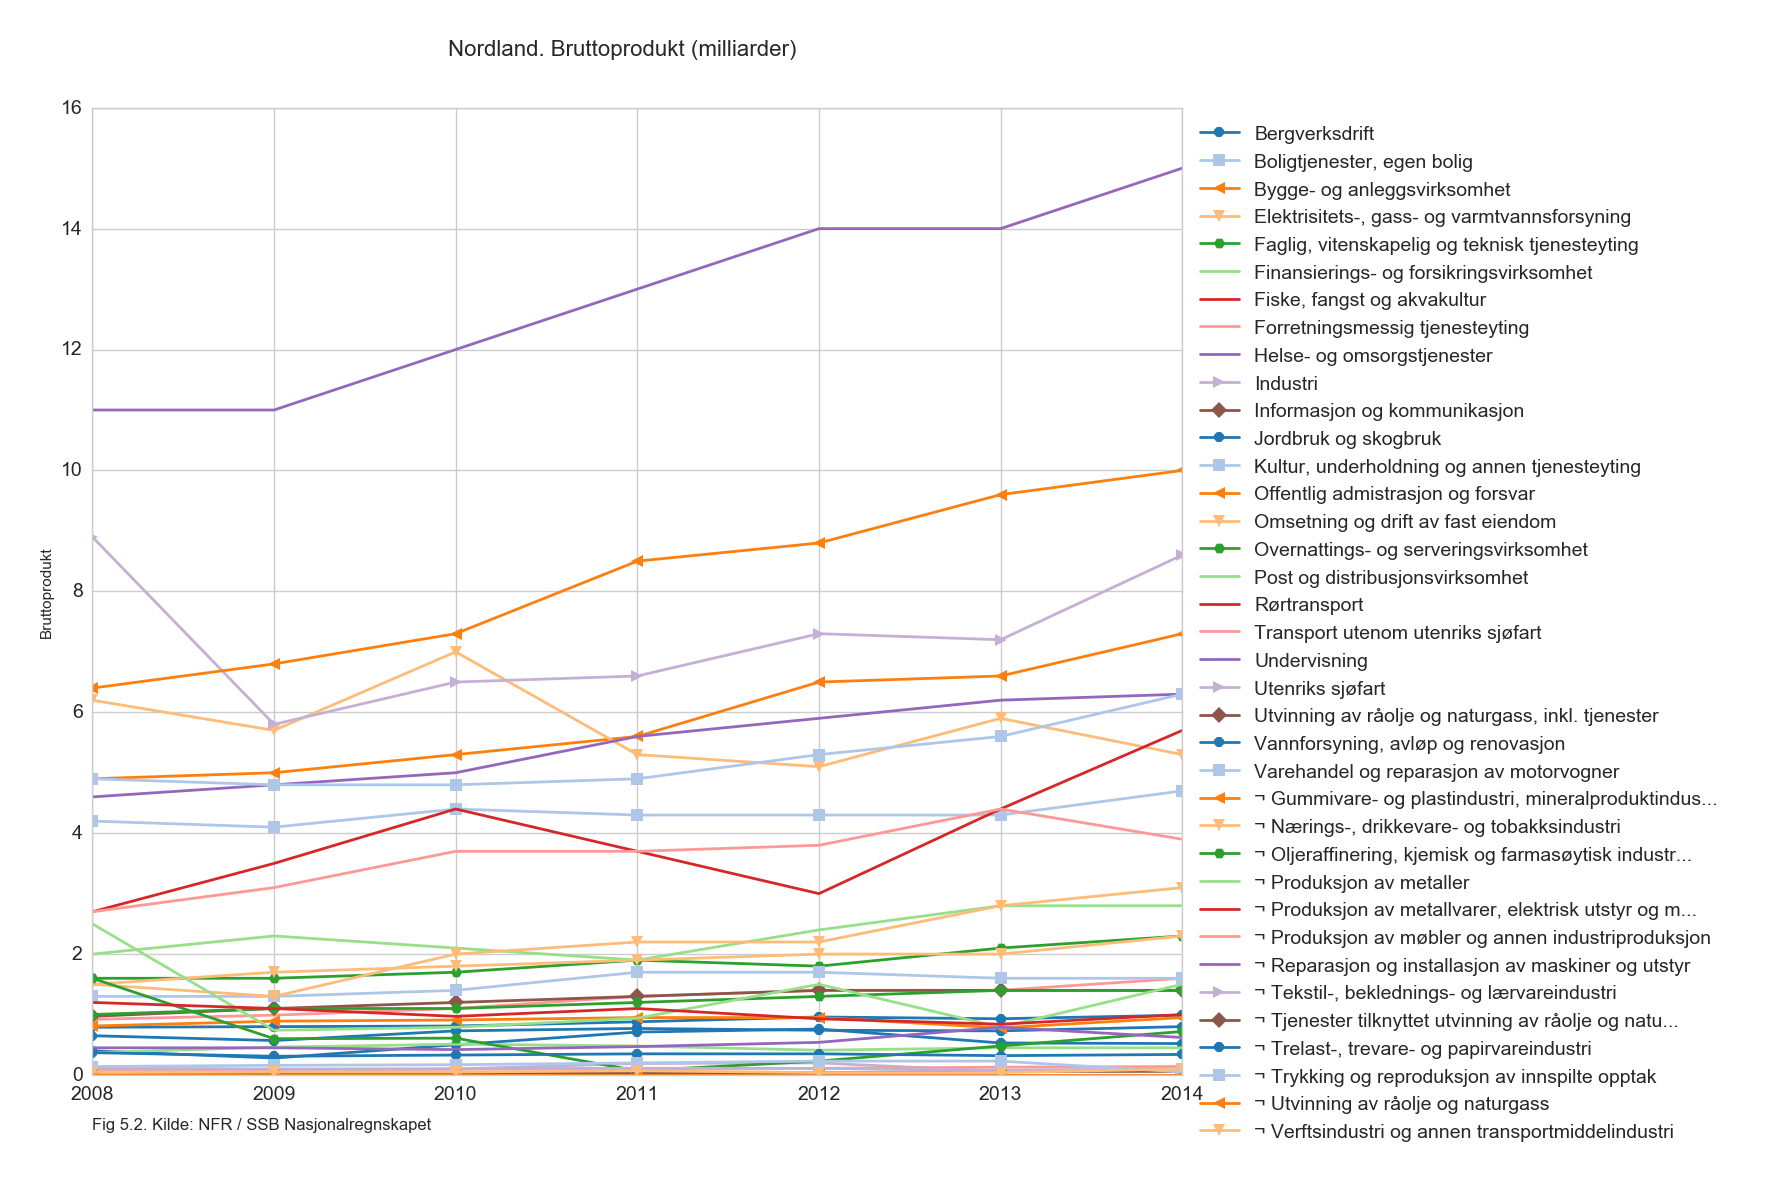 Nordland. Bruttoprodukt (milliarder)
16
14
12
10
8
6
4
2
0
Bruttoprodukt
2008 2009 2010 2011 2012 2013 2014
Fig 5.2. Kilde: NFR / SSB Nasjonalregnskapet
Bergverksdrift
Boligtjenester, egen bolig
Bygge- og anleggsvirksomhet
Elektrisitets-, gass- og varmtvannsforsyning
Faglig, vitenskapelig og teknisk tjenesteyting
Finansierings- og forsikringsvirksomhet
Fiske, fangst og akvakultur
Forretningsmessig tjenesteyting
Helse- og omsorgstjenester
Industri
Informasjon og kommunikasjon
Jordbruk og skogbruk
Kultur, underholdning og annen tjenesteyting
Offentlig admistrasjon og forsvar
Omsetning og drift av fast eiendom
Overnattings- og serveringsvirksomhet
Post og distribusjonsvirksomhet
Rørtransport
Transport utenom utenriks sjøfart
Undervisning
Utenriks sjøfart
Utvinning av råolje og naturgass, inkl. tjenester
Vannforsyning, avløp og renovasjon
Varehandel og reparasjon av motorvogner
¬ Gummivare- og plastindustri, mineralproduktindus...
¬ Nærings-, drikkevare- og tobakksindustri
¬ Oljeraffinering, kjemisk og farmasøytisk industr...
¬ Produksjon av metaller
¬ Produksjon av metallvarer, elektrisk utstyr og m...
¬ Produksjon av møbler og annen industriproduksjon
¬ Reparasjon og installasjon av maskiner og utstyr
¬ Tekstil-, beklednings- og lærvareindustri
¬ Tjenester tilknyttet utvinning av råolje og natu...
¬ Trelast-, trevare- og papirvareindustri
¬ Trykking og reproduksjon av innspilte opptak
¬ Utvinning av råolje og naturgass
¬ Verftsindustri og annen transportmiddelindustri